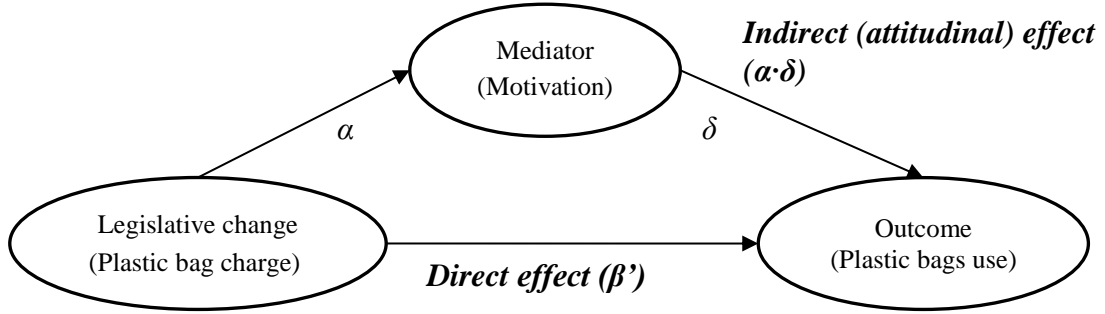 Mediator
(Motivation)
Indirect (attitudinal) effect
(α·δ)
α
δ
Legislative change
(Plastic bag charge)
Direct effect (β’)
Outcome
(Plastic bags use)